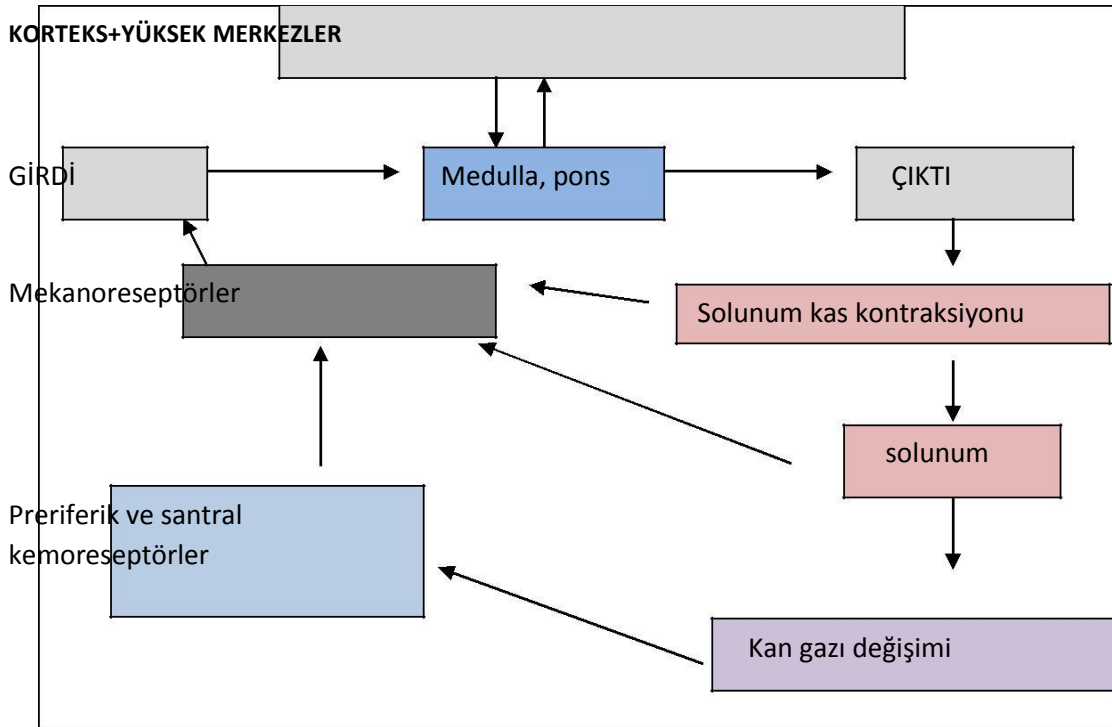 KORTEKS+YÜKSEK MERKEZLER
GİRDİ
Medulla, pons
ÇIKTI
Mekanoreseptörler
Solunum kas kontraksiyonu
solunum
Preriferik ve santral
kemoreseptörler
Kan gazı değişimi